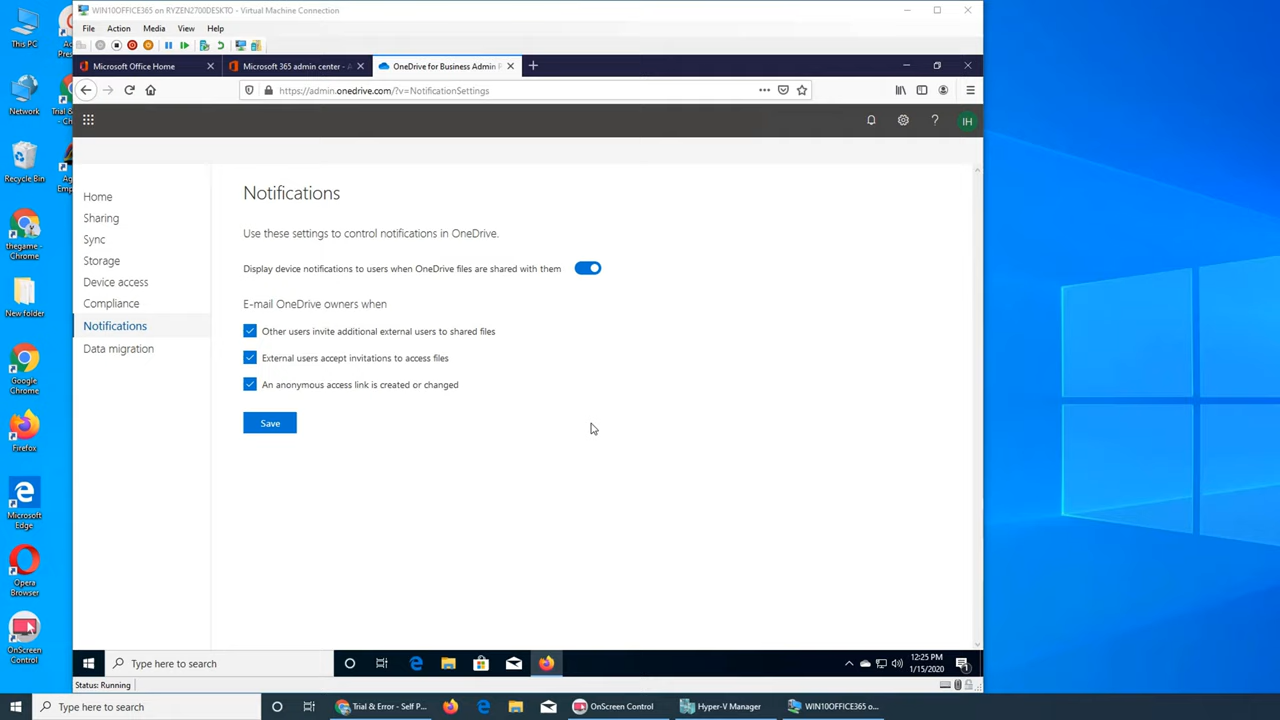 WIN10OFFICE365 on RYZEN2700DESKTO - Virtual Machine Connection
File Action Media View Help
Microsoft Office Home
Microsoft 365 admin center - A
OneDrive for Business Admin P
https://admin.onedrive.com/?v=NotificationSettings
IH
Home
Sharing
Sync
Storage
Device access
Compliance
Notifications
Data migration
Notifications
Use these settings to control notifications in OneDrive.
Display device notifications to users when OneDrive files are shared with them
E-mail OneDrive owners when
Other users invite additional external users to shared files
External users accept invitations to access files
An anonymous access link is created or changed
Save
Type here to search
12:25 PM
1/15/2020
Status: Running
This PC
Network
Recycle Bin
thegame -
Chrome
New folder
Google
Chrome
Firefox
Microsoft
Edge
Opera
Browser
OnScreen
Control
Type here to search
Trial & Error - Self P...
OnScreen Control
Hyper-V Manager
WIN10OFFICE365 o...